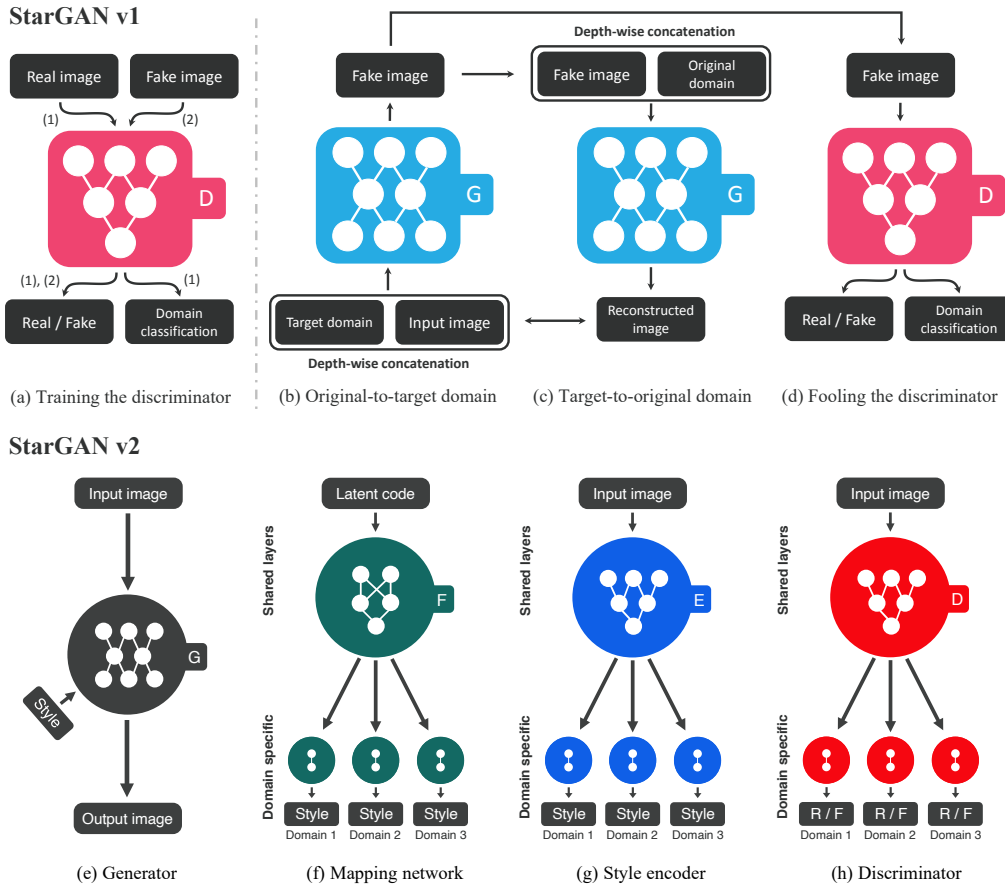 StarGAN v1
Real image
Fake image
(1)
(2)
D
(1), (2)
(1)
Real / Fake
Domain
classification
(a) Training the discriminator
Fake image
G
Target domain
Input image
Depth-wise concatenation
(b) Original-to-target domain
Depth-wise concatenation
Fake image
Original
domain
G
Reconstructed
image
(c) Target-to-original domain
Fake image
D
Real / Fake
Domain
classification
(d) Fooling the discriminator
StarGAN v2
Input image
G
Style
Output image
(e) Generator
Latent code
Shared layers
F
Domain specific
Style
Style
Style
Domain 1
Domain 2
Domain 3
(f) Mapping network
Input image
Shared layers
E
Domain specific
Style
Style
Style
Domain 1
Domain 2
Domain 3
(g) Style encoder
Input image
Shared layers
D
Domain specific
R / F
R / F
R / F
Domain 1
Domain 2
Domain 3
(h) Discriminator